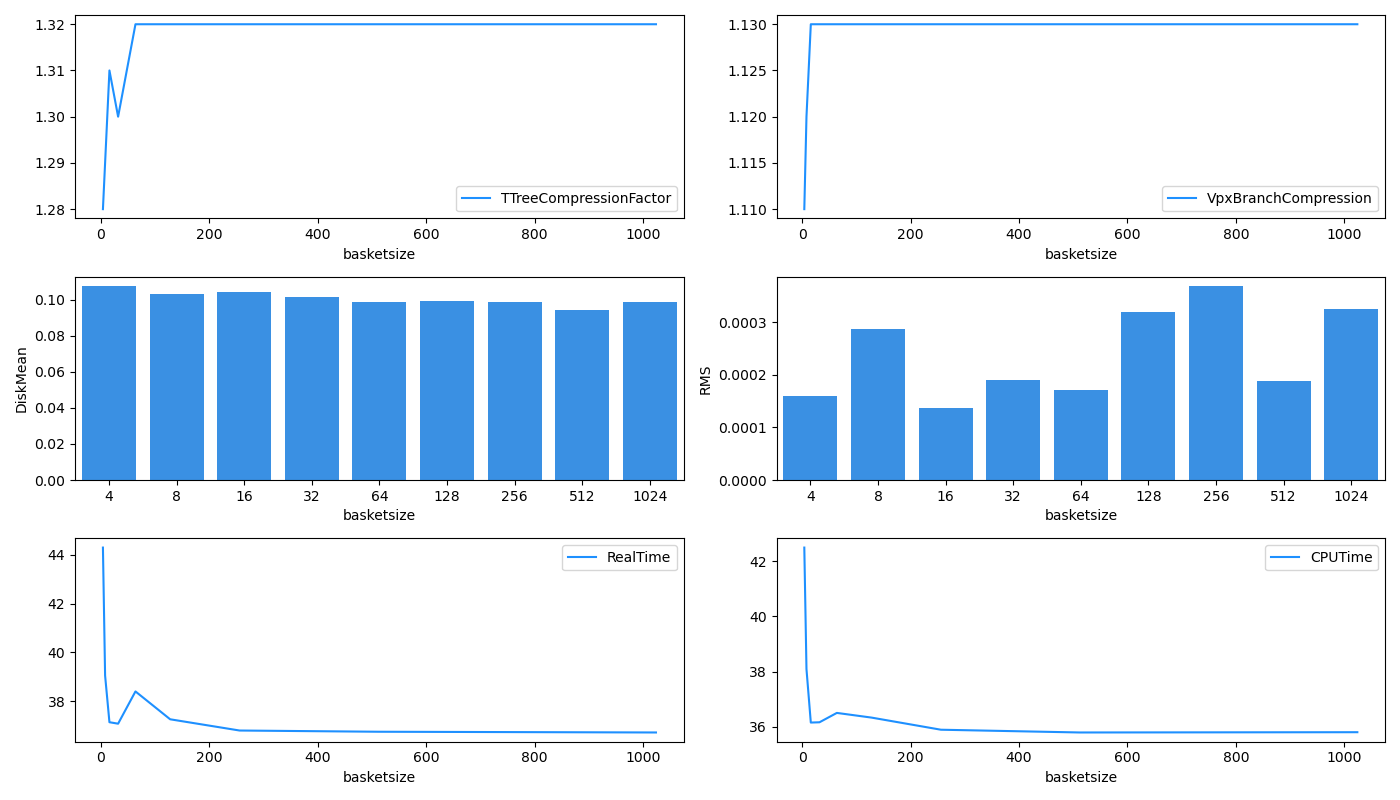 1.32
1.31
1.30
1.29
1.28
TTreeCompressionFactor
0 200 400 600 800 1000
basketsize
1.130
1.125
1.120
1.115
1.110
VpxBranchCompression
0 200 400 600 800 1000
basketsize
DiskMean
0.10
0.08
0.06
0.04
0.02
0.00
4 8 16 32 64 128 256 512 1024
basketsize
RMS
0.0003
0.0002
0.0001
0.0000
4 8 16 32 64 128 256 512 1024
basketsize
44
42
40
38
RealTime
0 200 400 600 800 1000
basketsize
42
40
38
36
CPUTime
0 200 400 600 800 1000
basketsize